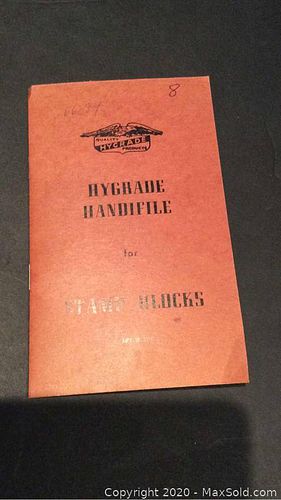 8
QUALITY
HYGRADE
PRODUCTS
HYGRADE
HANDIFILE
for
STAMP BLOCKS
Copyright © 2020 - MaxSold.com